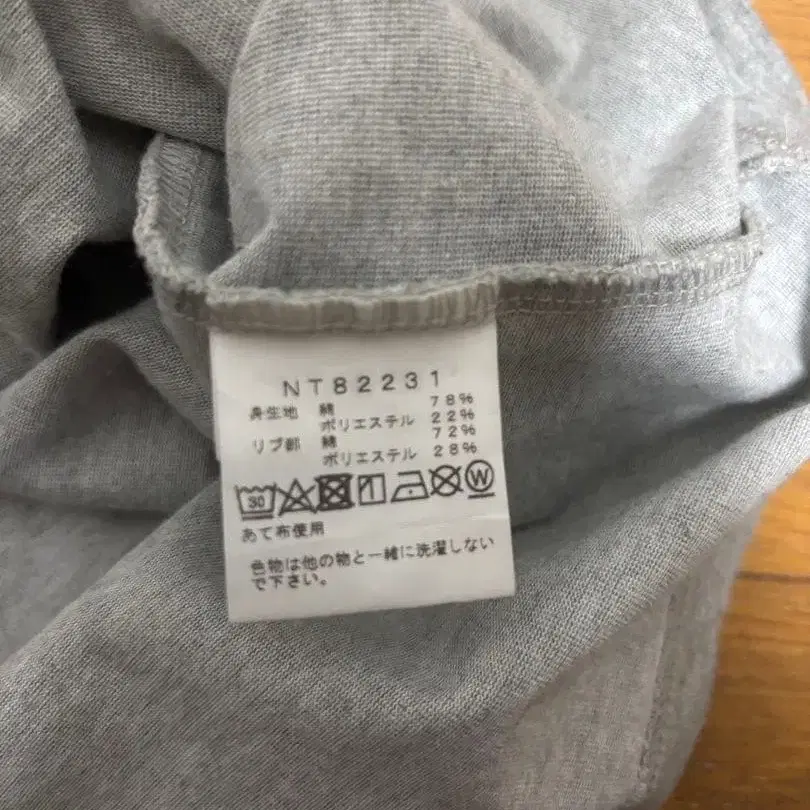 NT82231
身生地 綿 78%
ポリエステル 22%
リブ部 綿 72%
ポリエステル 28%
30 W
あて布使用
色物は他の物と一緒に洗濯しない
で下さい。